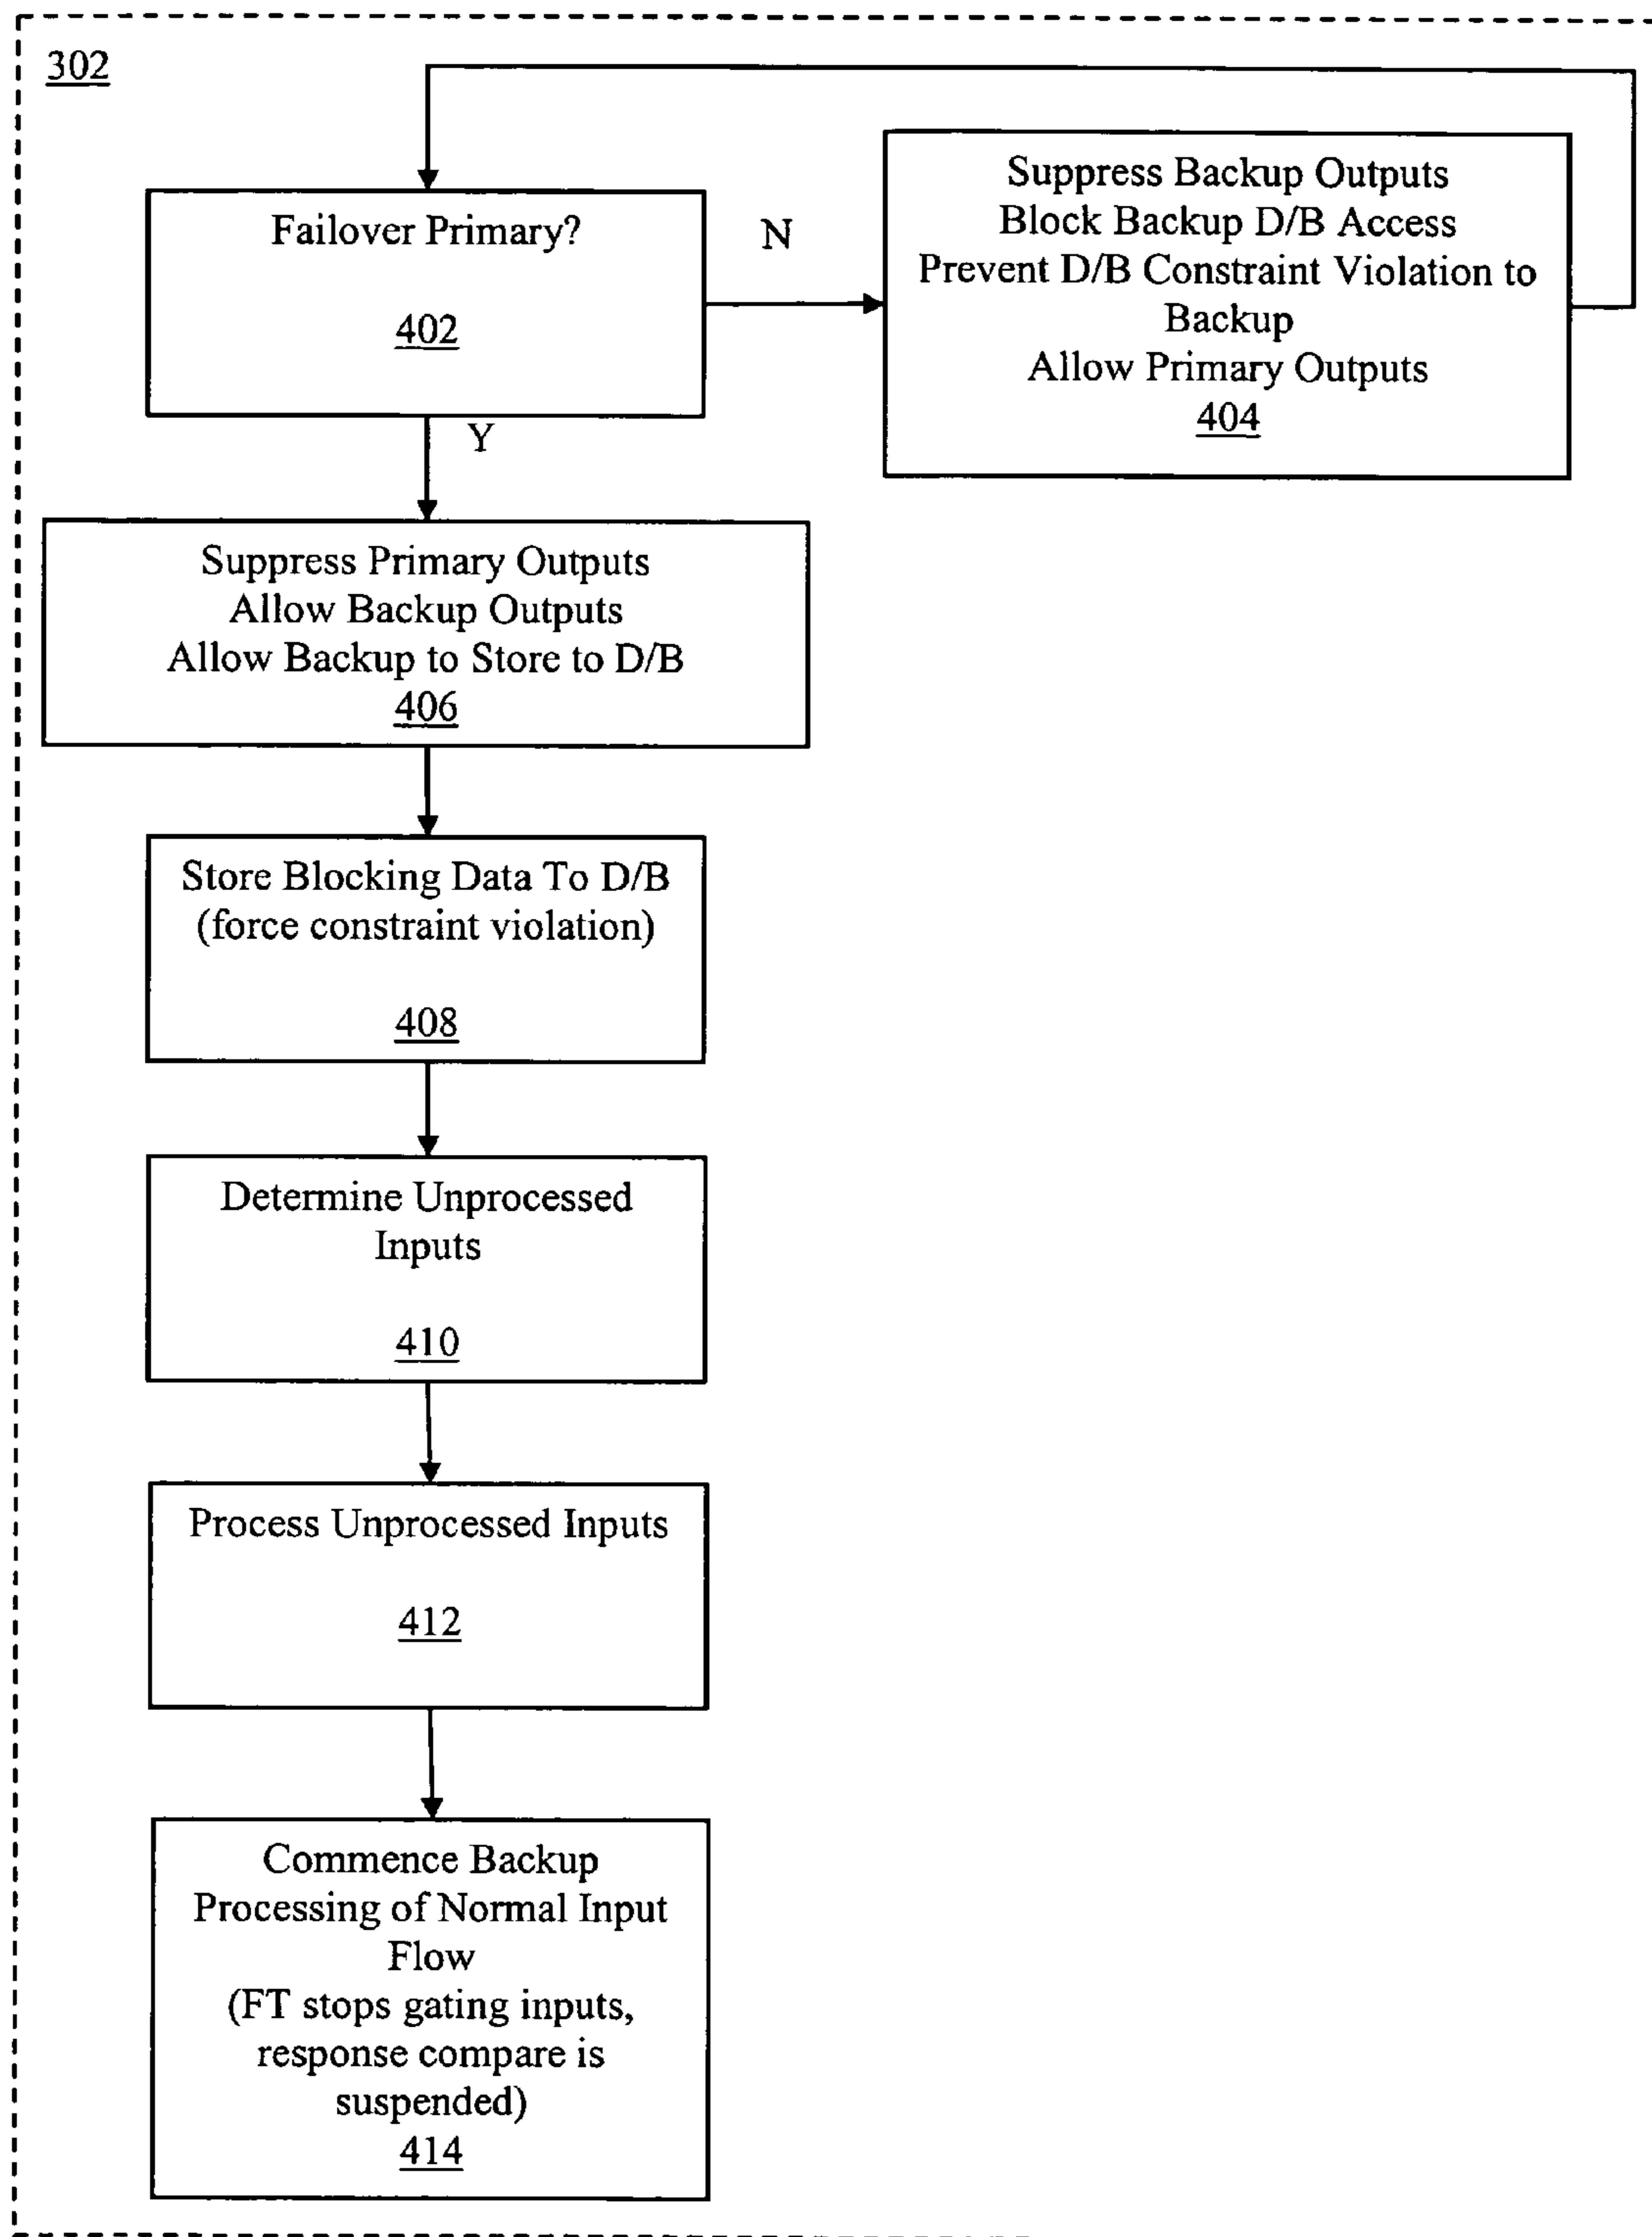 302
Failover Primary?
402
N
Suppress Backup Outputs
Block Backup D/B Access
Prevent D/B Constraint Violation to
Backup
Allow Primary Outputs
404
Y
Suppress Primary Outputs
Allow Backup Outputs
Allow Backup to Store to D/B
406
Store Blocking Data To D/B
(force constraint violation)
408
Determine Unprocessed
Inputs
410
Process Unprocessed Inputs
412
Commence Backup
Processing of Normal Input
Flow
(FT stops gating inputs,
response compare is
suspended)
414